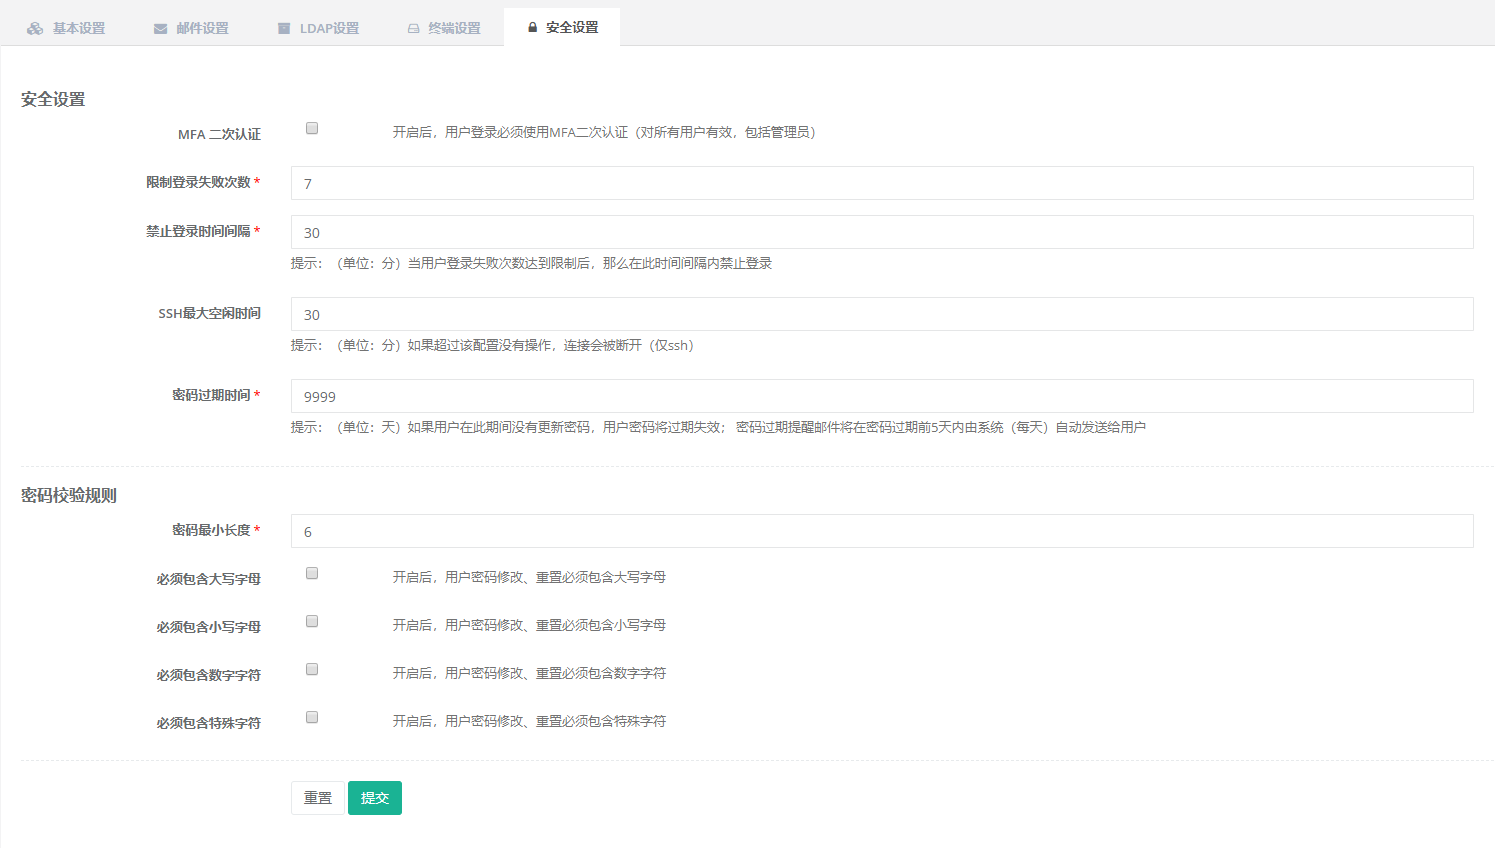 基本设置 邮件设置 LDAP设置 终端设置 安全设置
安全设置
MFA 二次认证 开启后，用户登录必须使用MFA二次认证（对所有用户有效，包括管理员）
限制登录失败次数 * 7
禁止登录时间间隔 * 30
提示：（单位：分）当用户登录失败次数达到限制后，那么在此时间间隔内禁止登录
SSH最大空闲时间 30
提示：（单位：分）如果超过该配置没有操作，连接会被断开（仅ssh）
密码过期时间 * 9999
提示：（单位：天）如果用户在此期间没有更新密码，用户密码将过期失效； 密码过期提醒邮件将在密码过期前5天内由系统（每天）自动发送给用户
密码校验规则
密码最小长度 * 6
必须包含大写字母 开启后，用户密码修改、重置必须包含大写字母
必须包含小写字母 开启后，用户密码修改、重置必须包含小写字母
必须包含数字字符 开启后，用户密码修改、重置必须包含数字字符
必须包含特殊字符 开启后，用户密码修改、重置必须包含特殊字符
重置 提交